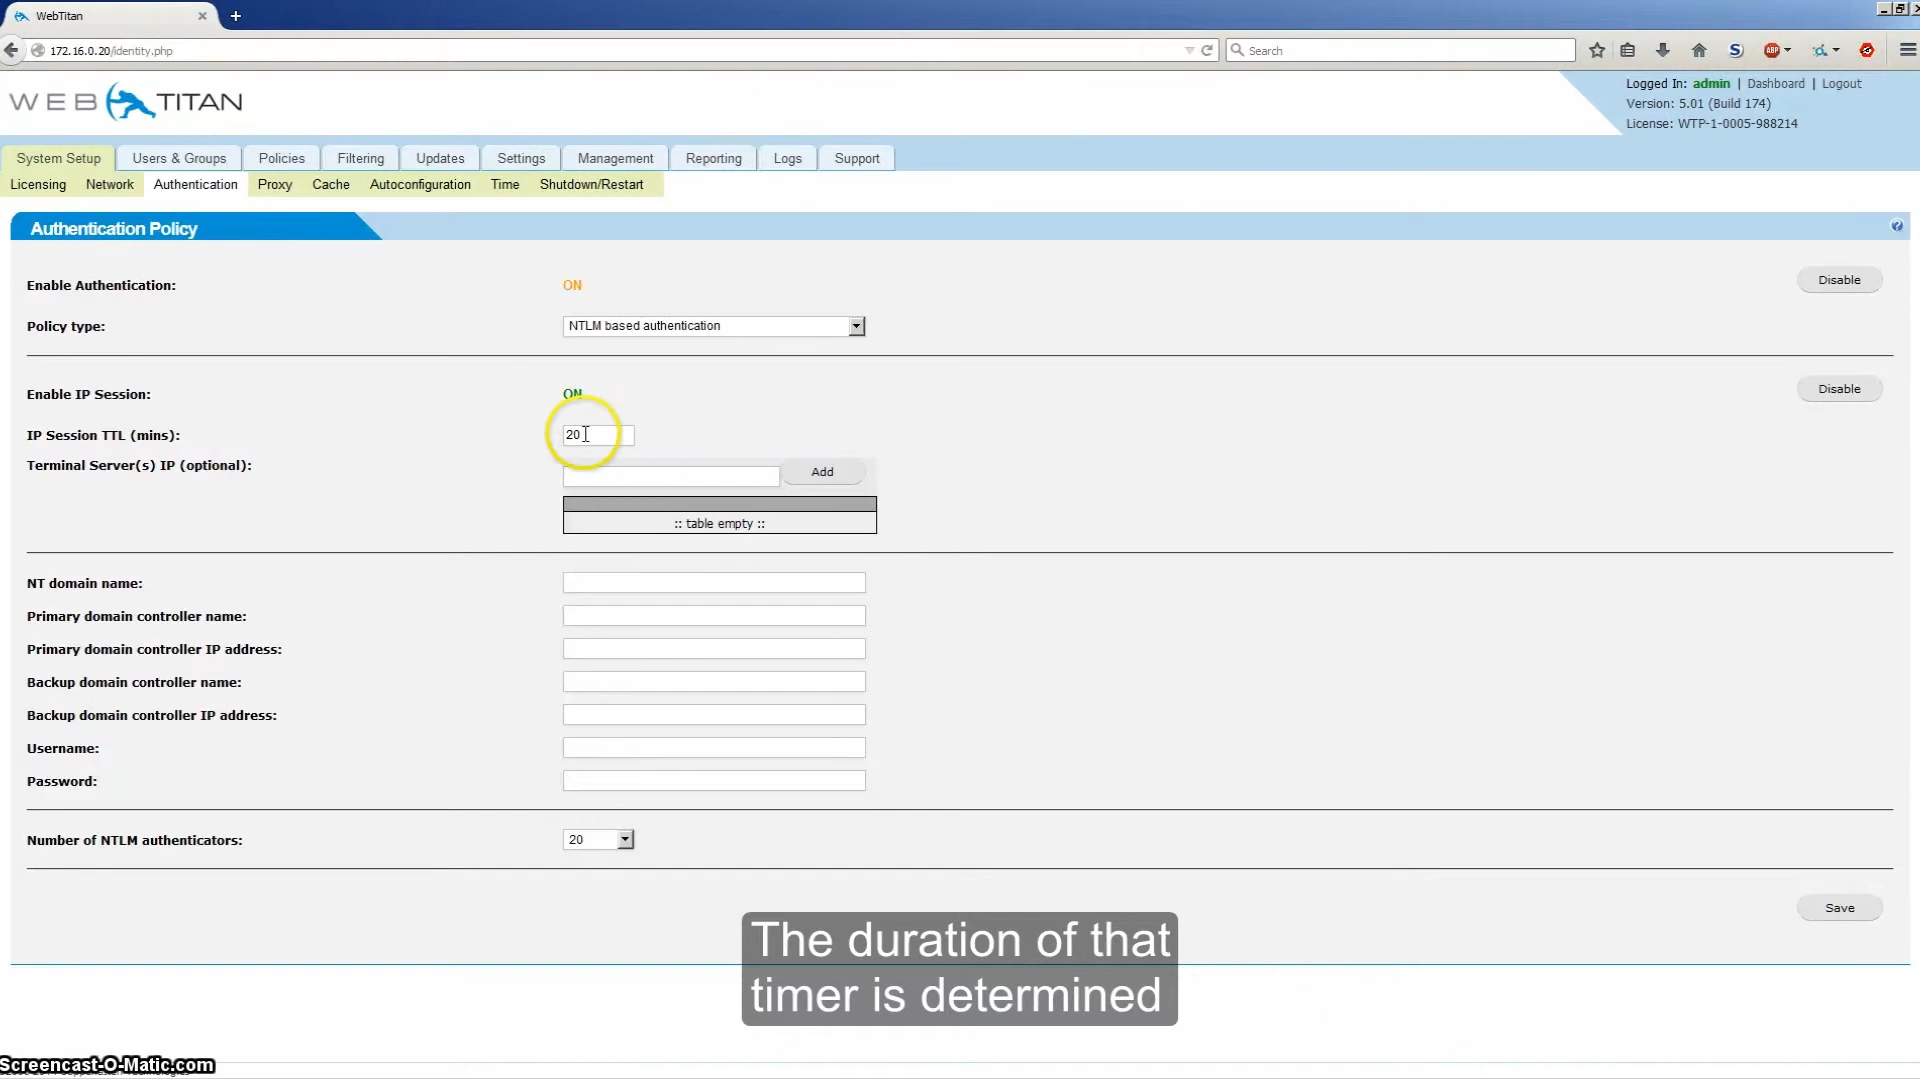 WebTitan
172.16.0.20/identity.php
Search
ABP
WEB TITAN
Logged In: admin | Dashboard | Logout
Version: 5.01 (Build 174)
License: WTP-1-0005-988214
System Setup Users & Groups Policies Filtering Updates Settings Management Reporting Logs Support
Licensing Network Authentication Proxy Cache Autoconfiguration Time Shutdown/Restart
Authentication Policy
Enable Authentication: ON Disable
Policy type: NTLM based authentication
Enable IP Session: ON Disable
IP Session TTL (mins): 20
Terminal Server(s) IP (optional): Add
:: table empty ::
NT domain name:
Primary domain controller name:
Primary domain controller IP address:
Backup domain controller name:
Backup domain controller IP address:
Username:
Password:
Number of NTLM authenticators: 20
Save
The duration of that
timer is determined
Screencast-O-Matic.com